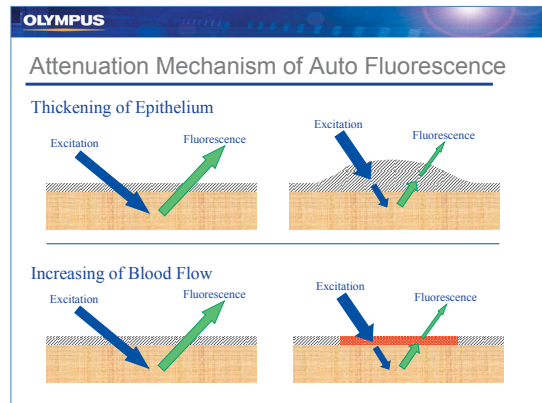 OLYMPUS
Attenuation Mechanism of Auto Fluorescence
Thickening of Epithelium
Excitation
Fluorescence
Excitation
Fluorescence
Increasing of Blood Flow
Excitation
Fluorescence
Excitation
Fluorescence